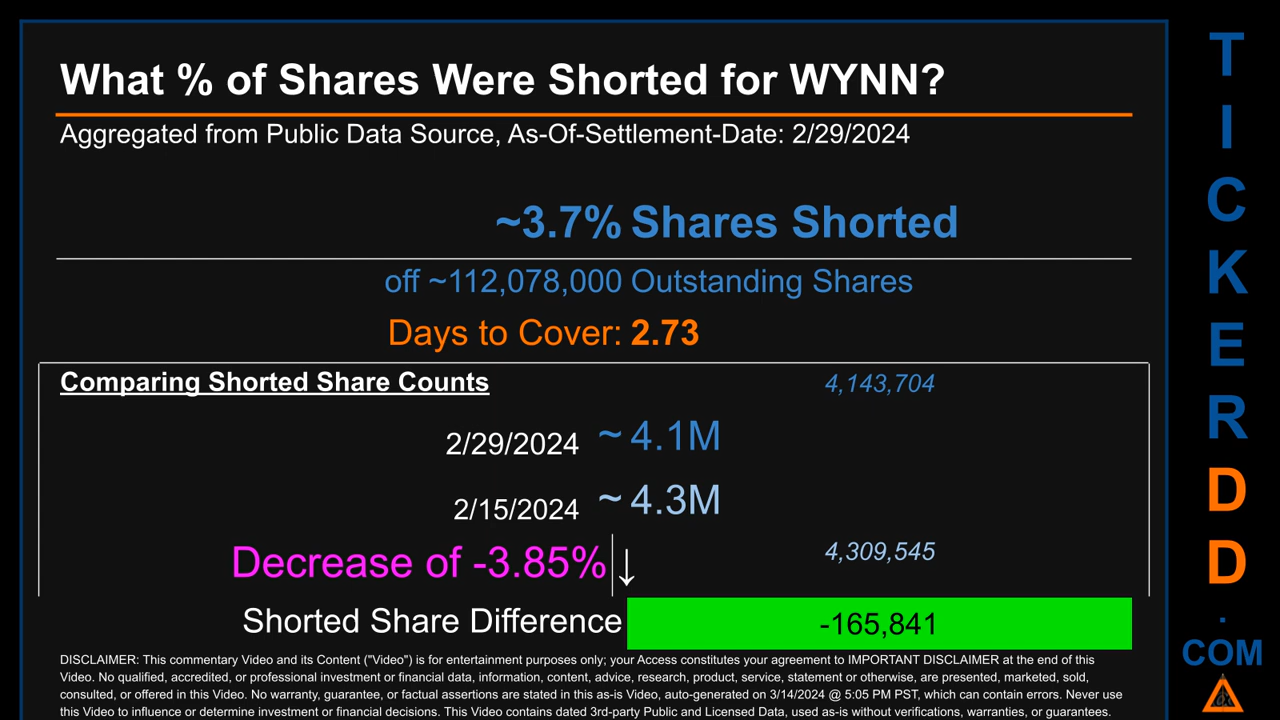 What % of Shares Were Shorted for WYNN?
Aggregated from Public Data Source, As-Of-Settlement-Date: 2/29/2024
~3.7% Shares Shorted
off ~112,078,000 Outstanding Shares
Days to Cover: 2.73
Comparing Shorted Share Counts 4,143,704
2/29/2024 ~ 4.1M
2/15/2024 ~ 4.3M
Decrease of -3.85% ↓ 4,309,545
Shorted Share Difference -165,841
DISCLAIMER: This commentary Video and its Content ("Video") is for entertainment purposes only; your Access constitutes your agreement to IMPORTANT DISCLAIMER at the end of this
Video. No qualified, accredited, or professional investment or financial data, information, content, advice, research, product, service, statement or otherwise, are presented, marketed, sold,
consulted, or offered in this Video. No warranty, guarantee, or factual assertions are stated in this as-is Video, auto-generated on 3/14/2024 @ 5:05 PM PST, which can contain errors. Never use
this Video to influence or determine investment or financial decisions. This Video contains dated 3rd-party Public and Licensed Data, used as-is without verifications, warranties, or guarantees.
T
I
C
K
E
R
D
D
.
COM